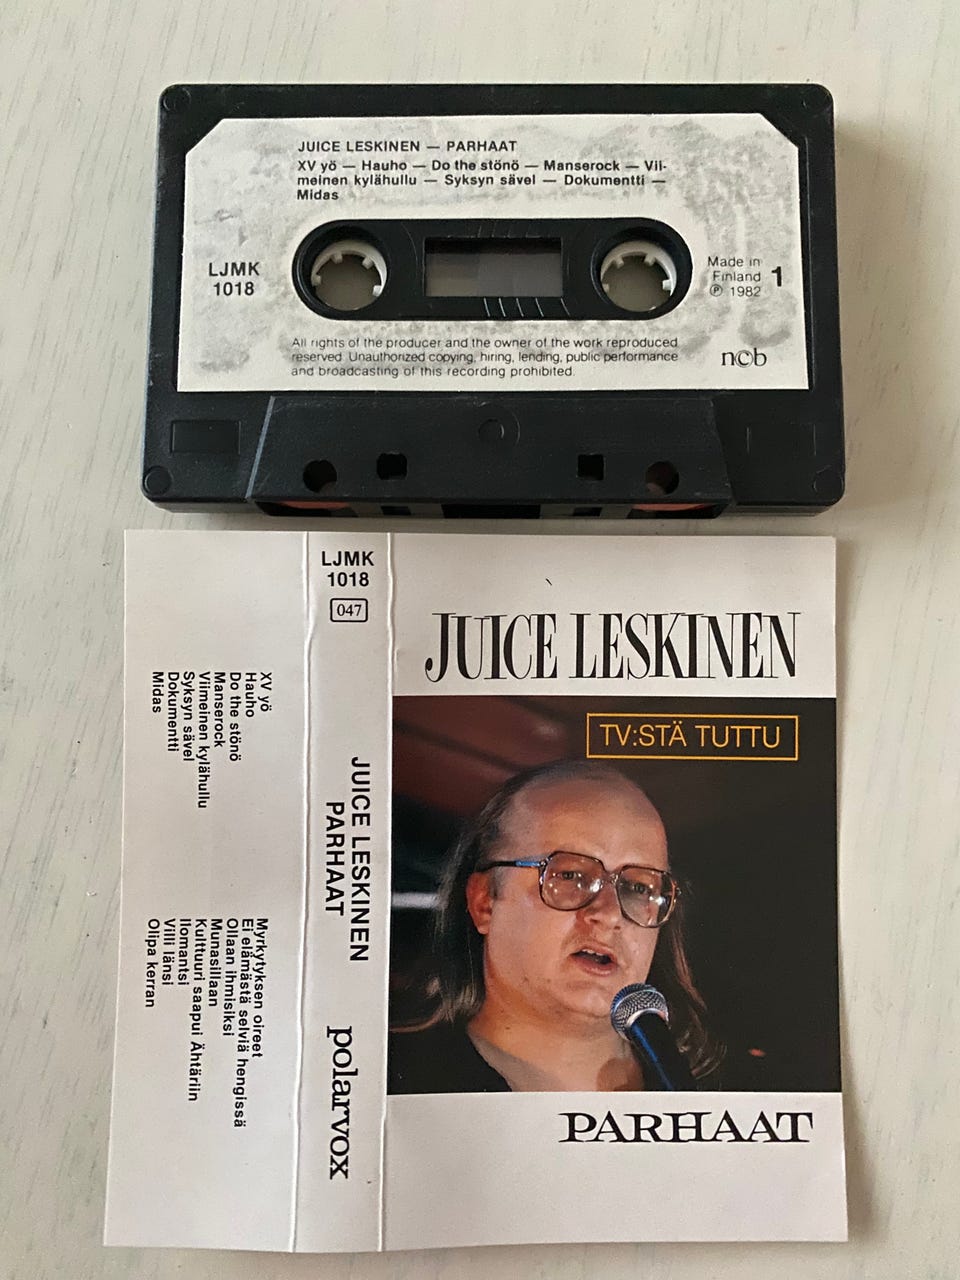 JUICE LESKINEN — PARHAAT
XV yö — Hauho — Do the stönö — Manserock — Vii-
meinen kylähullu — Syksyn sävel — Dokumentti —
Midas
LJMK
1018
Made in
Finland
℗ 1982
1
All rights of the producer and the owner of the work reproduced
reserved. Unauthorized copying, hiring, lending, public performance
and broadcasting of this recording prohibited.
ncb
LJMK
1018
047
JUICE LESKINEN
PARHAAT
polarvox
XV yö
Hauho
Do the stönö
Manserock
Viimeinen kylähullu
Syksyn sävel
Dokumentti
Midas
Myrkytyksen oireet
Ei elämästä selviä hengissä
Ollaan ihmisiksi
Munasillaan
Kulttuuri saapui Ähtäriin
Ilomantsi
Villi länsi
Olipa kerran
JUICE LESKINEN
TV:STÄ TUTTU
PARHAAT